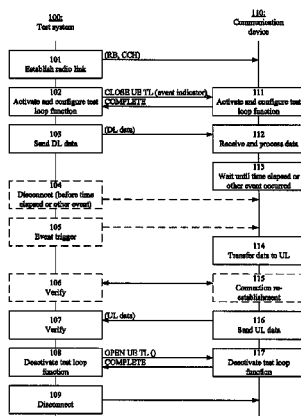 100:
Test system
110:
Communication
device
101
Establish radio link
(RB, CCH)
102
Activate and configure test
loop function
CLOSE UE TL (event indicator)
COMPLETE
111
Activate and configure test
loop function
103
Send DL data
(DL data)
112
Receive and process data
113
Wait until time elapsed or
other event occurred
104
Disconnect (before time
elapsed or other event)
105
Event trigger
114
Transfer data to UL
106
Verify
115
Connection re-
establishment
107
Verify
(UL data)
116
Send UL data
108
Deactivate test loop
function
OPEN UE TL ()
COMPLETE
117
Deactivate test loop
function
109
Disconnect